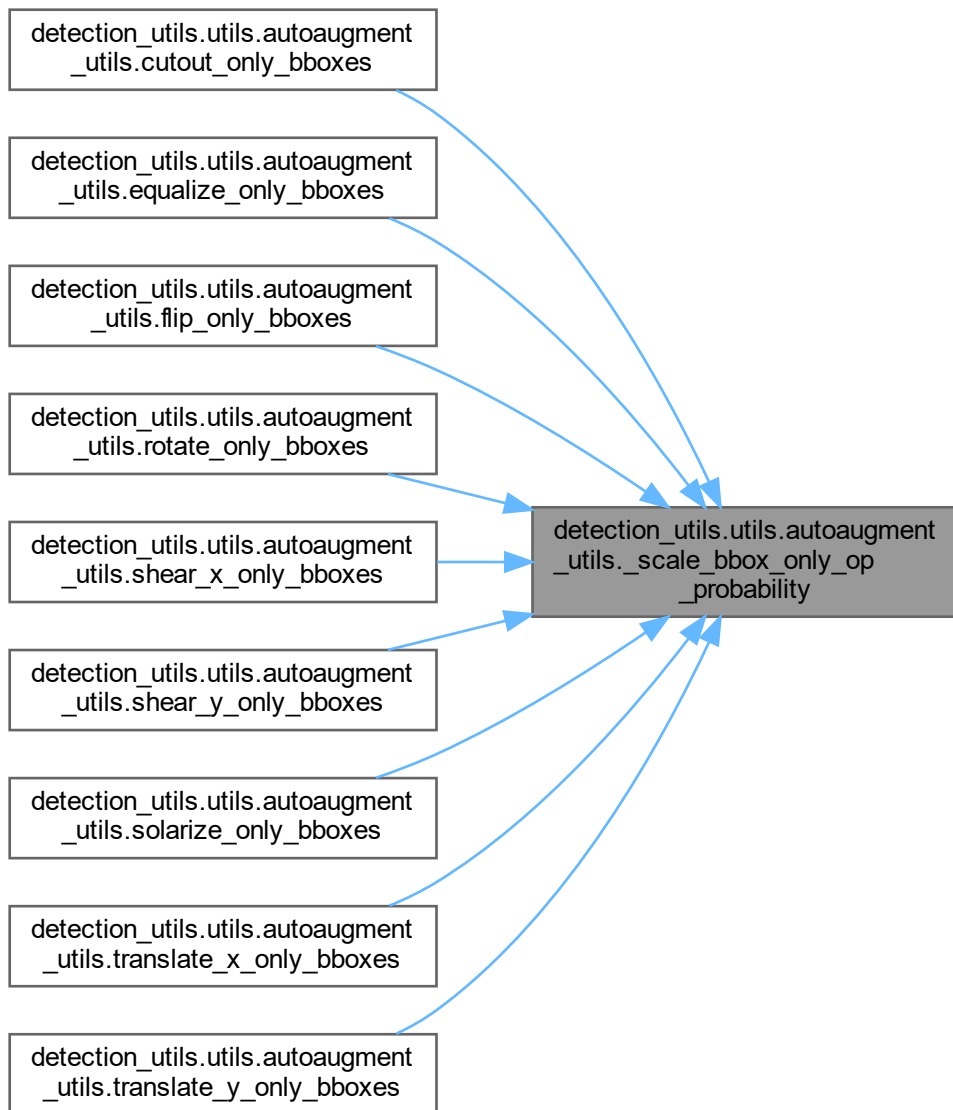 detection_utils.utils.autoaugment
_utils.cutout_only_bboxes
detection_utils.utils.autoaugment
_utils.equalize_only_bboxes
detection_utils.utils.autoaugment
_utils.flip_only_bboxes
detection_utils.utils.autoaugment
_utils.rotate_only_bboxes
detection_utils.utils.autoaugment
_utils.shear_x_only_bboxes
detection_utils.utils.autoaugment
_utils.shear_y_only_bboxes
detection_utils.utils.autoaugment
_utils.solarize_only_bboxes
detection_utils.utils.autoaugment
_utils.translate_x_only_bboxes
detection_utils.utils.autoaugment
_utils.translate_y_only_bboxes
detection_utils.utils.autoaugment
_utils._scale_bbox_only_op
_probability